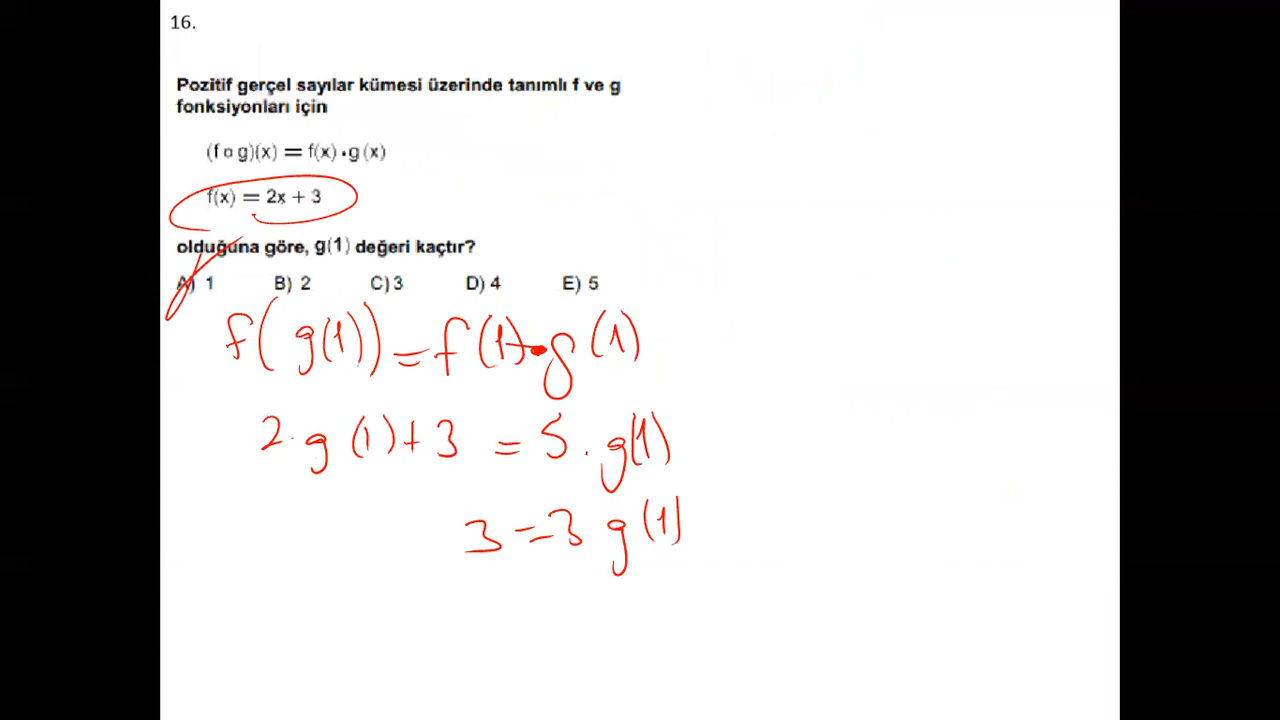 16.
Pozitif gerçel sayılar kümesi üzerinde tanımlı f ve g
fonksiyonları için
(f o g)(x) = f(x) • g(x)
f(x) = 2x + 3
olduğuna göre, g(1) değeri kaçtır?
A) 1 B) 2 C) 3 D) 4 E) 5
f(g(1)) = f(1) • g(1)
2. g(1) + 3 = 5 . g(1)
3 = 3 g(1)